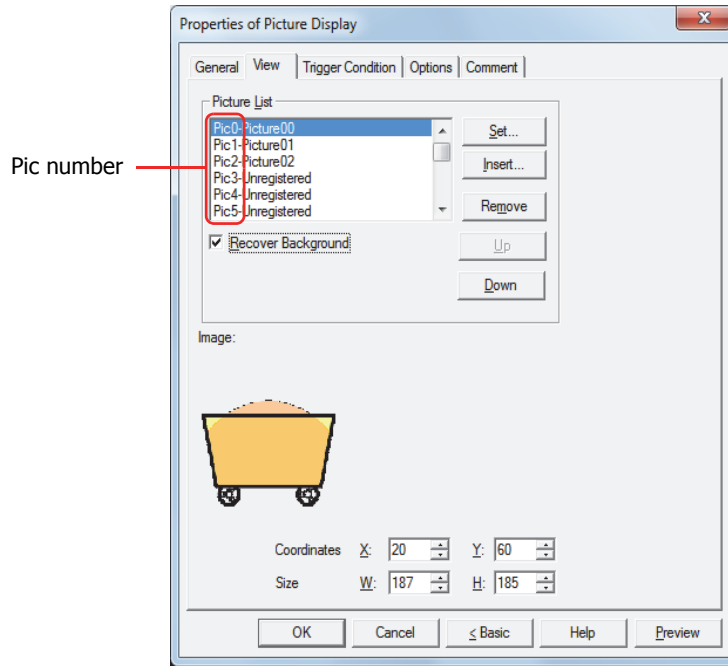 Properties of Picture Display
General View Trigger Condition Options Comment
Picture List
Pic0-Picture00
Pic1-Picture01
Pic2-Picture02
Pic3-Unregistered
Pic4-Unregistered
Pic5-Unregistered
Set...
Insert...
Remove
Up
Down
Pic number
Recover Background
Image:
Coordinates X: 20 Y: 60
Size W: 187 H: 185
OK Cancel < Basic Help Preview